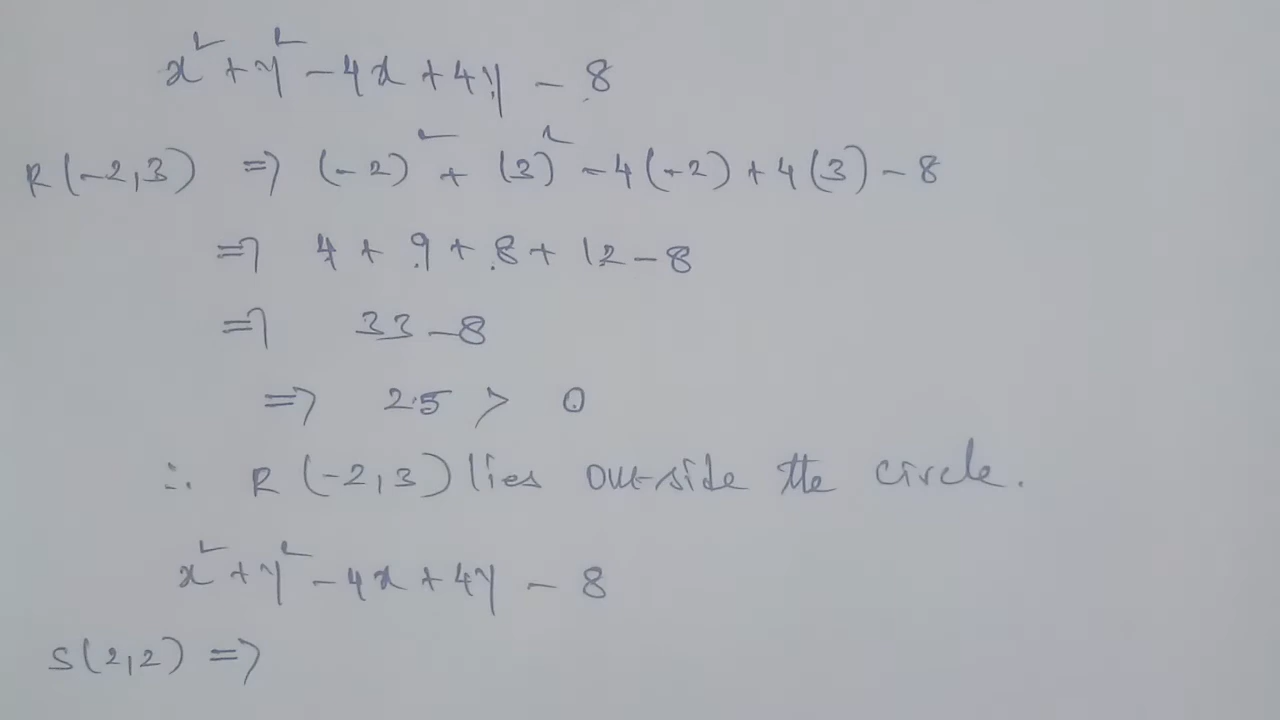 x² + y² - 4x + 4y - 8
R(-2,3) => (-2)² + (3)² - 4(-2) + 4(3) - 8
=> 4 + 9 + 8 + 12 - 8
=> 33 - 8
=> 25 > 0
∴ R(-2,3) lies outside the circle.
x² + y² - 4x + 4y - 8
S(2,2) =>